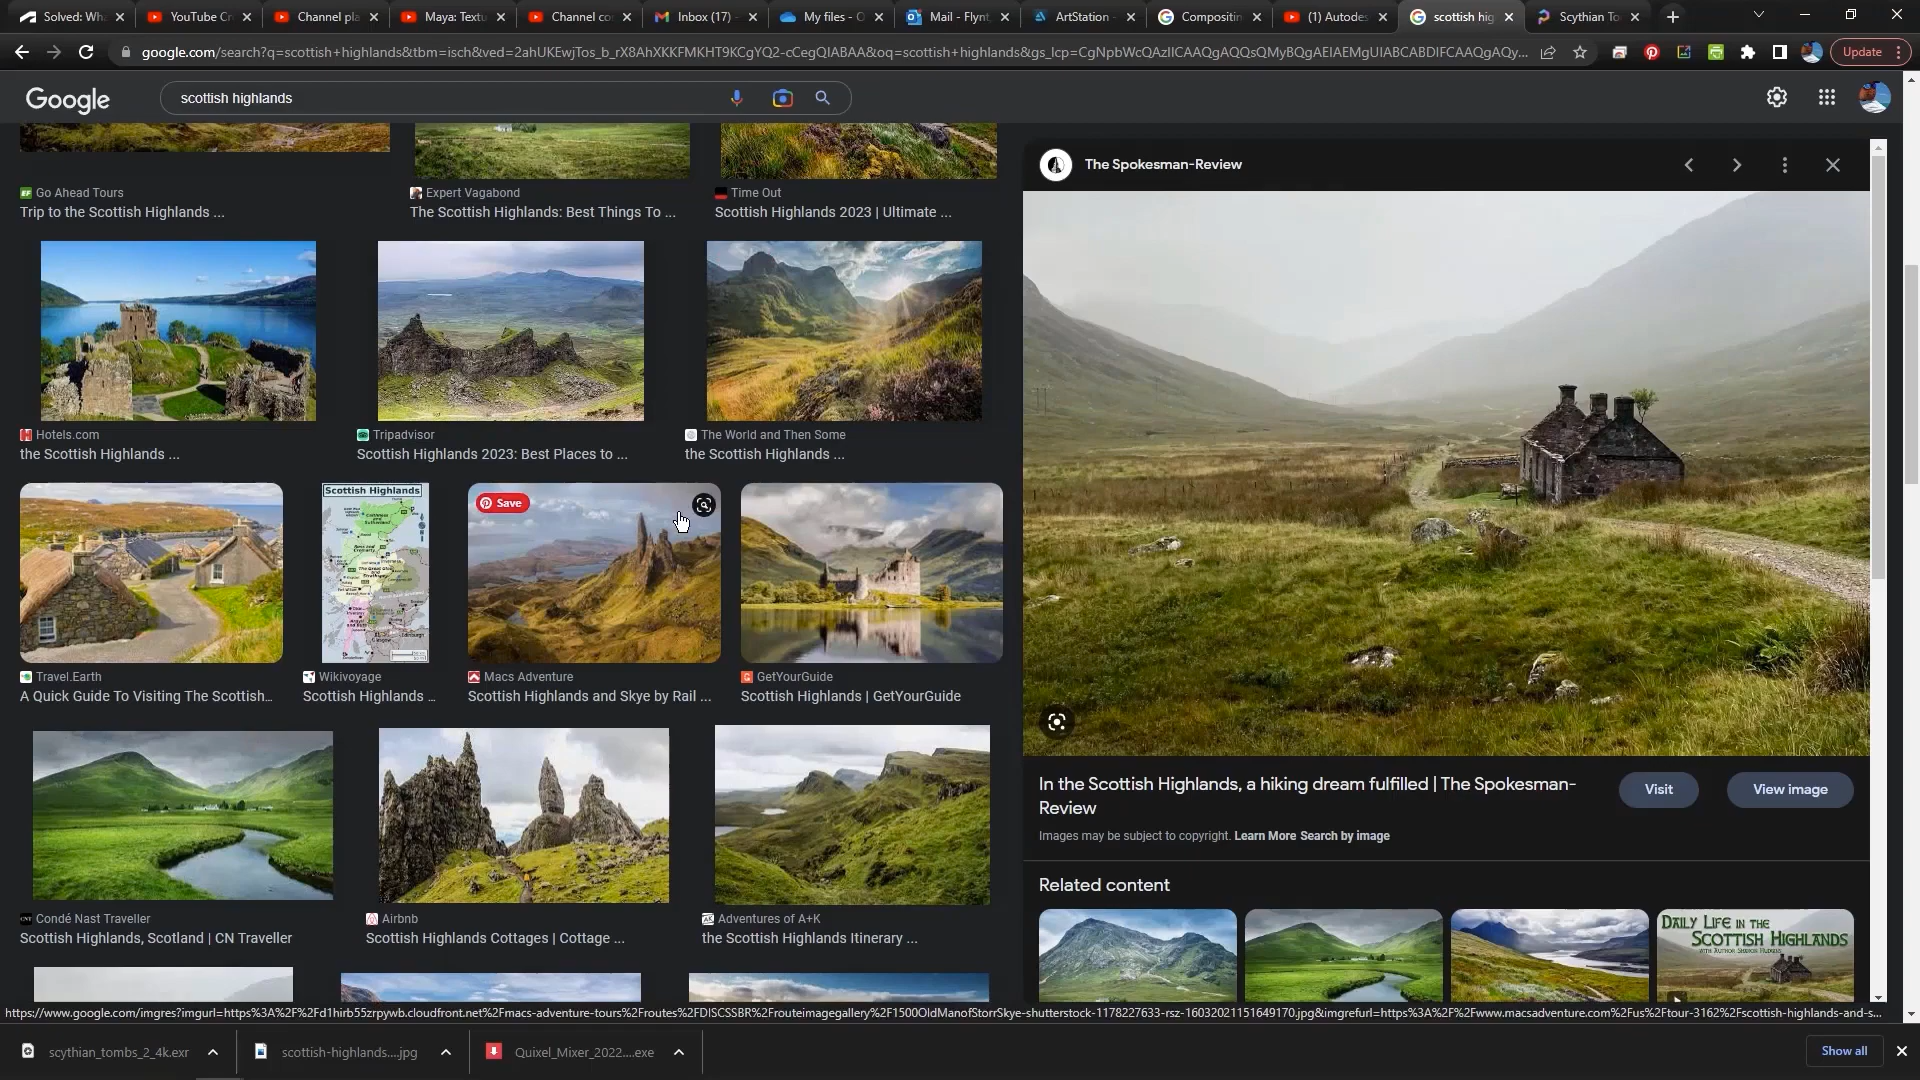 Solved: Wh
YouTube Cr
Channel pla
Maya: Textu
Channel co
Inbox (17) -
My files - O
Mail - Flynt,
ArtStation -
Compositin
(1) Autodes
scottish hig
Scythian To
google.com/search?q=scottish+highlands&tbm=isch&ved=2ahUKEwjTos_b_rX8AhXKKFMKHT9KCgYQ2-cCegQIABAA&oq=scottish+highlands&gs_lcp=CgNpbWcQAzIICAAQgAQQsQMyBQgAEIAEMgUIABCABDIFCAAQgAQy...
Update
Google
scottish highlands
Go Ahead Tours
Trip to the Scottish Highlands ...
Expert Vagabond
The Scottish Highlands: Best Things To ...
Time Out
Scottish Highlands 2023 | Ultimate ...
Hotels.com
the Scottish Highlands ...
Tripadvisor
Scottish Highlands 2023: Best Places to ...
The World and Then Some
the Scottish Highlands ...
Scottish Highlands
Save
Travel.Earth
A Quick Guide To Visiting The Scottish...
Wikivoyage
Scottish Highlands ...
Macs Adventure
Scottish Highlands and Skye by Rail ...
GetYourGuide
Scottish Highlands | GetYourGuide
Condé Nast Traveller
Scottish Highlands, Scotland | CN Traveller
Airbnb
Scottish Highlands Cottages | Cottage ...
Adventures of A+K
the Scottish Highlands Itinerary ...
The Spokesman-Review
In the Scottish Highlands, a hiking dream fulfilled | The Spokesman-
Review
Visit
View image
Images may be subject to copyright. Learn More Search by image
Related content
DAILY LIFE IN THE
SCOTTISH HIGHLANDS
https://www.google.com/imgres?imgurl=https%3A%2F%2Fd1hirb55zrpywb.cloudfront.net%2Fmacs-adventure-tours%2Froutes%2FDISCSSBR%2Frouteimagegallery%2F1500OldManofStorrSkye-shutterstock-1178227633-rsz-16032021151649170.jpg&imgrefurl=https%3A%2F%2Fwww.macsadventure.com%2Fus%2Ftour-3162%2Fscottish-highlands-and-s...
scythian_tombs_2_4k.exr
scottish-highlands....jpg
Quixel_Mixer_2022....exe
Show all